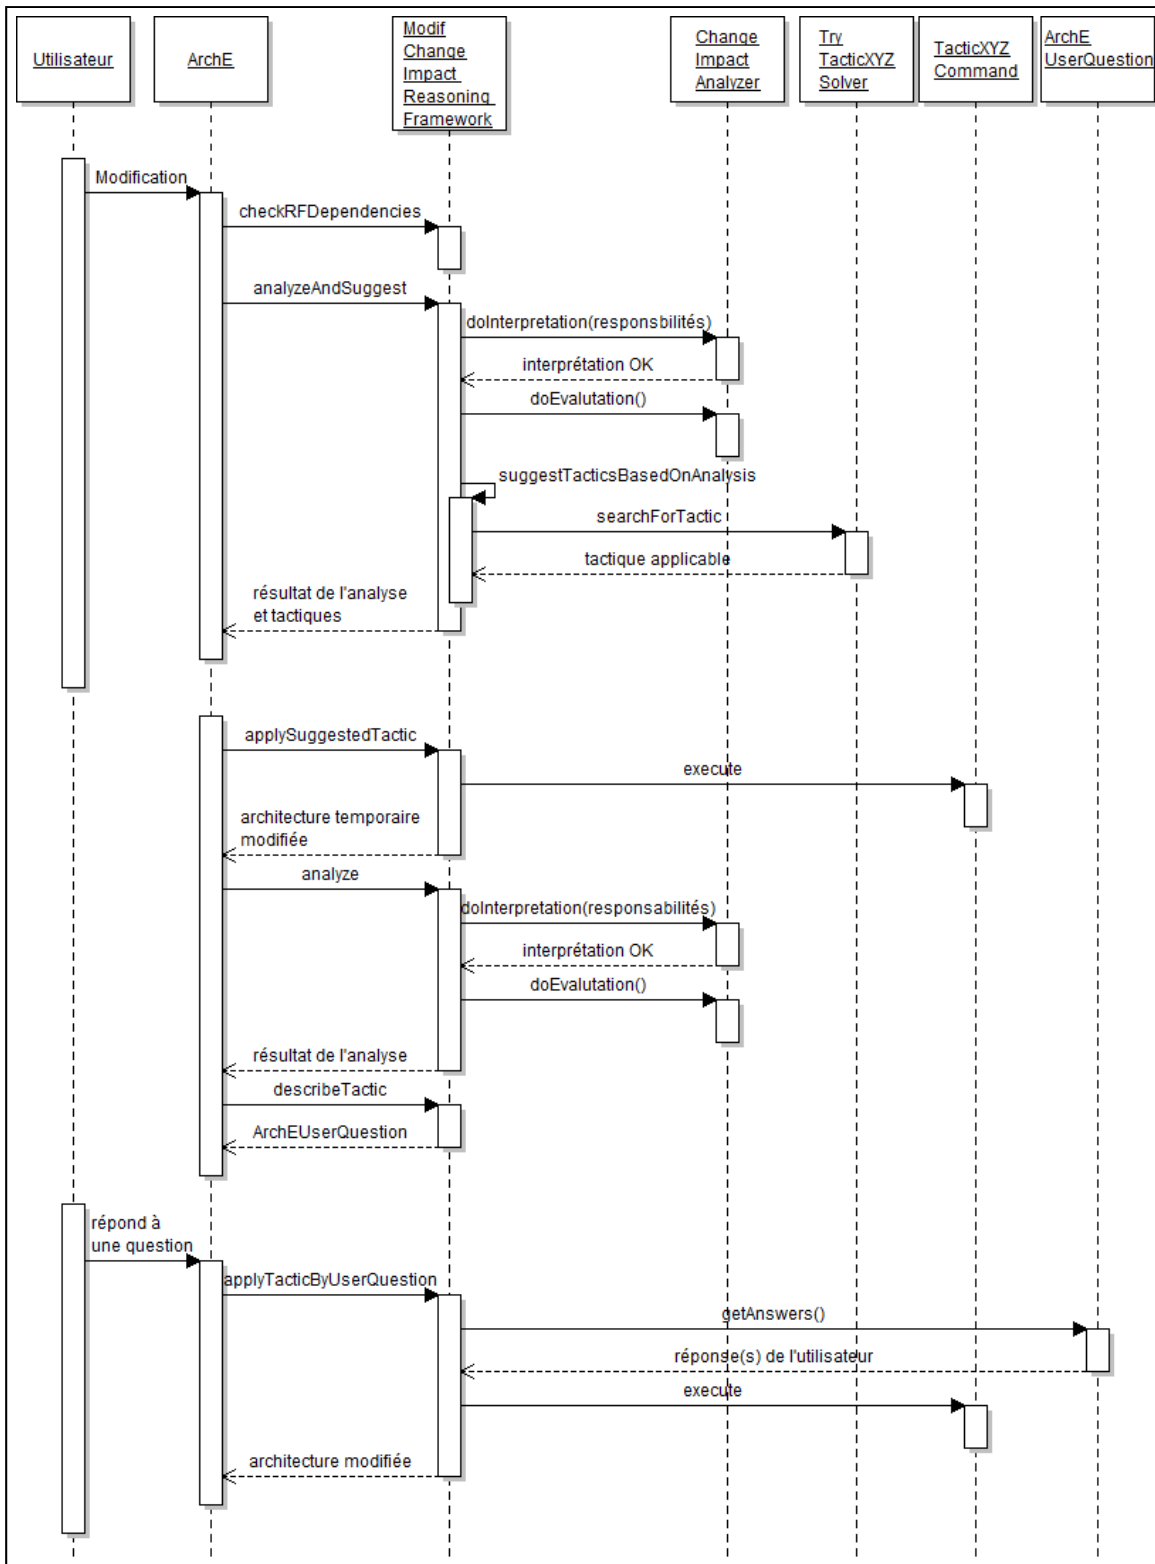 Utilisateur
ArchE
Modif
Change
Impact
Reasoning
Framework
Change
Impact
Analyzer
Try
TacticXYZ
Solver
TacticXYZ
Command
ArchE
UserQuestion
Modification
checkRFDependencies
analyzeAndSuggest
doInterpretation(responsbilités)
interprétation OK
doEvalutation()
suggestTacticsBasedOnAnalysis
searchForTactic
tactique applicable
résultat de l'analyse
et tactiques
applySuggestedTactic
execute
architecture temporaire
modifiée
analyze
doInterpretation(responsabilités)
interprétation OK
doEvalutation()
résultat de l'analyse
describeTactic
ArchEUserQuestion
répond à
une question
applyTacticByUserQuestion
getAnswers()
réponse(s) de l'utilisateur
execute
architecture modifiée